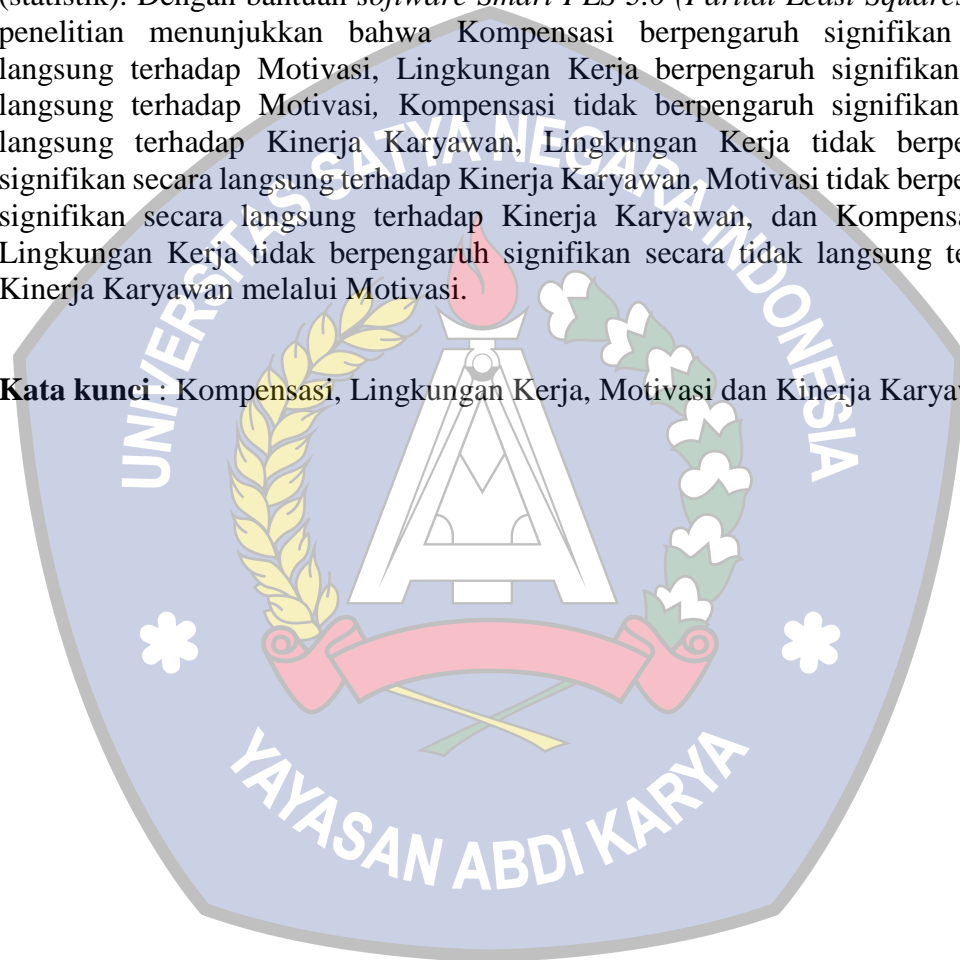 (statistik). Dengan bantuan software Smart PLS 3.0 (Partial Least Squares
penelitian menunjukkan bahwa Kompensasi berpengaruh signifikan
langsung terhadap Motivasi, Lingkungan Kerja berpengaruh signifikan
langsung terhadap Motivasi, Kompensasi tidak berpengaruh signifikan
langsung terhadap Kinerja Karyawan, Lingkungan Kerja tidak berpe
signifikan secara langsung terhadap Kinerja Karyawan, Motivasi tidak berpe
signifikan secara langsung terhadap Kinerja Karyawan, dan Kompensa
Lingkungan Kerja tidak berpengaruh signifikan secara tidak langsung te
Kinerja Karyawan melalui Motivasi.
Kata kunci : Kompensasi, Lingkungan Kerja, Motivasi dan Kinerja Karya
UNIVERSITAS SATYA NEGARA INDONESIA
YAYASAN ABDI KARYA